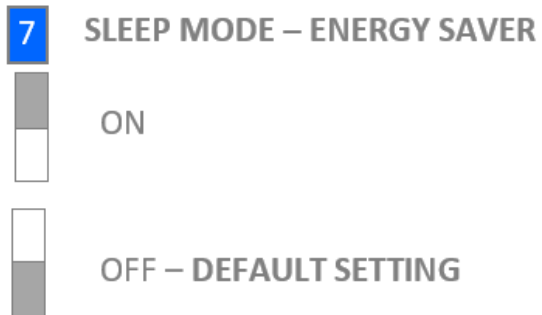 7 SLEEP MODE – ENERGY SAVER
ON
OFF – DEFAULT SETTING